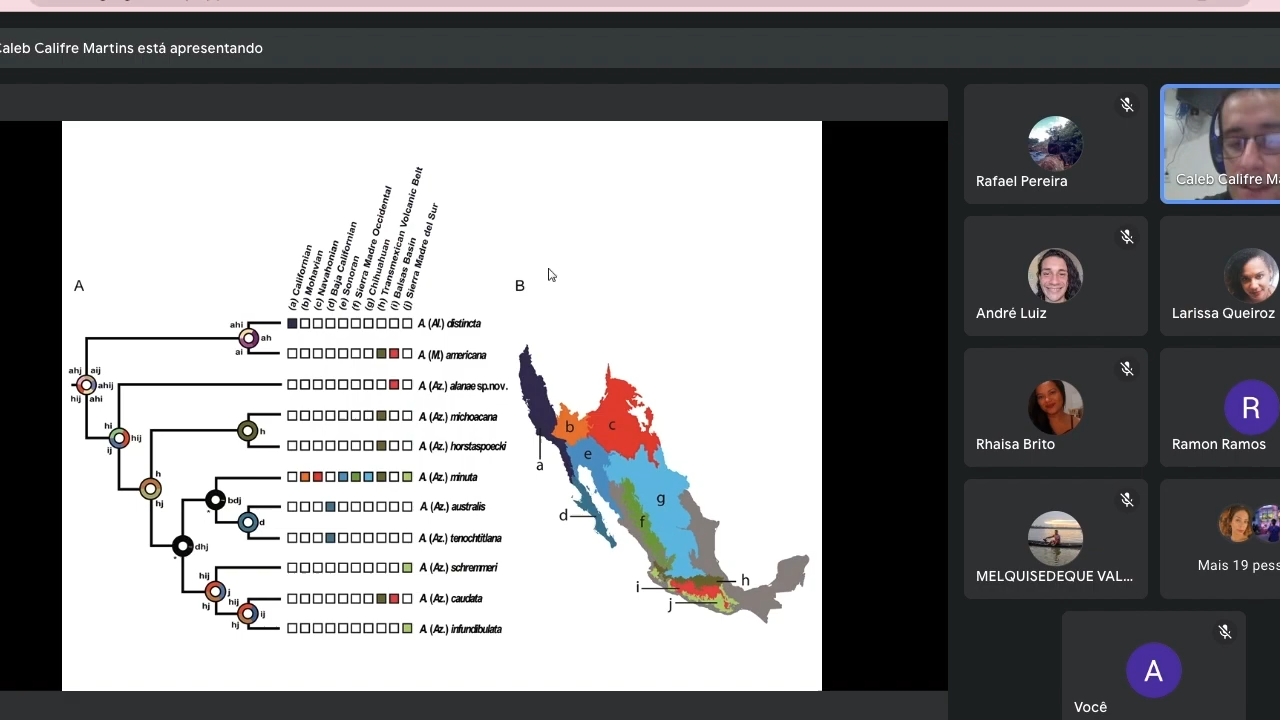 Caleb Califre Martins está apresentando
A
B
(a) Californian
(b) Mohavian
(c) Navahonian
(d) Baja Californian
(e) Sonoran
(f) Sierra Madre Occidental
(g) Chihuahuan
(h) Transmexican Volcanic Belt
(i) Balsas Basin
(j) Sierra Madre del Sur
A. (Al.) distincta
A. (M.) americana
A. (Az.) alanae sp.nov.
A. (Az.) michoacana
A. (Az.) horstaspoecki
A. (Az.) minuta
A. (Az.) australis
A. (Az.) tenochtitlana
A. (Az.) schremmeri
A. (Az.) caudata
A. (Az.) infundibulata
ahi
ah
ai
ahj aij
ahij
hij ahi
hi
hij
ij
h
h
hj
bdj
*
d
dhj
*
hij
j
hj
hij
ij
hj
a
b
c
d
e
f
g
h
i
j
Rafael Pereira
Caleb Califre Ma
André Luiz
Larissa Queiroz
Rhaisa Brito
R
Ramon Ramos
MELQUISEDEQUE VAL...
Mais 19 pess
A
Você